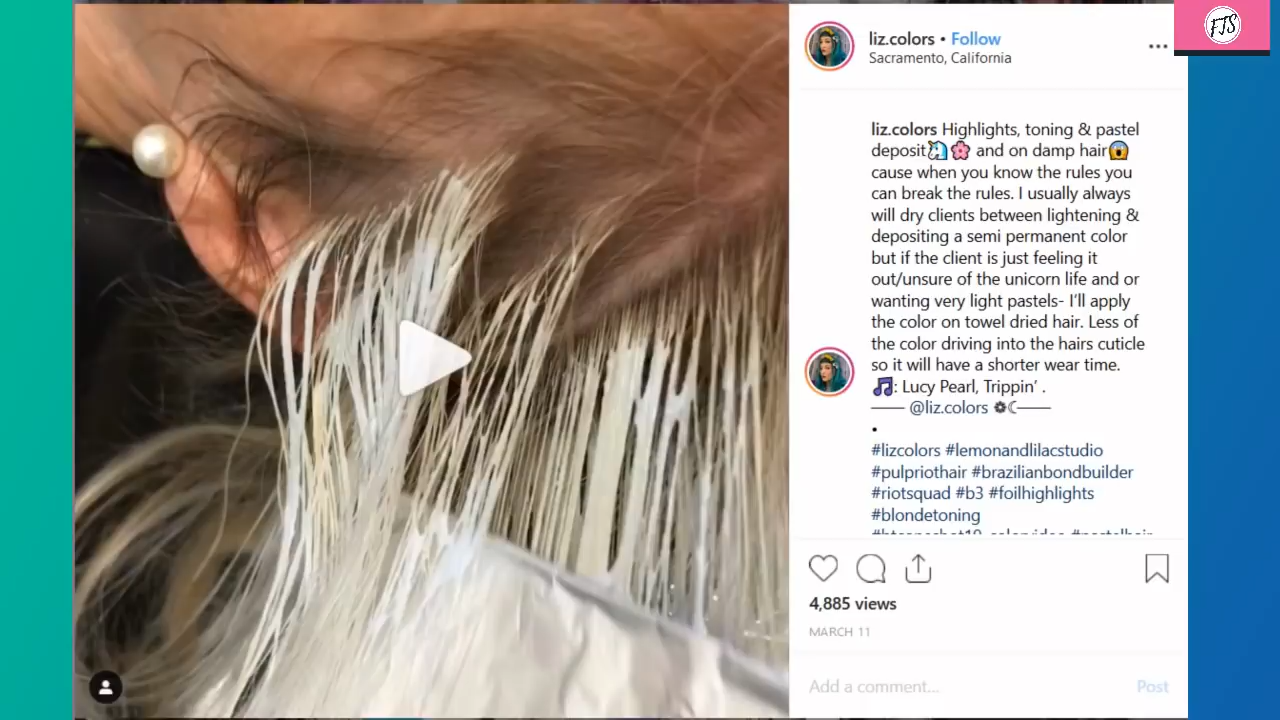 FJS
liz.colors • Follow
Sacramento, California
liz.colors Highlights, toning & pastel
deposit🦄🌸 and on damp hair😱
cause when you know the rules you
can break the rules. I usually always
will dry clients between lightening &
depositing a semi permanent color
but if the client is just feeling it
out/unsure of the unicorn life and or
wanting very light pastels- I'll apply
the color on towel dried hair. Less of
the color driving into the hairs cuticle
so it will have a shorter wear time.
🎵: Lucy Pearl, Trippin' .
—— @liz.colors ❁☾——
•
#lizcolors #lemonandlilacstudio
#pulpriothair #brazilianbondbuilder
#riotsquad #b3 #foilhighlights
#blondetoning
4,885 views
MARCH 11
Add a comment... Post